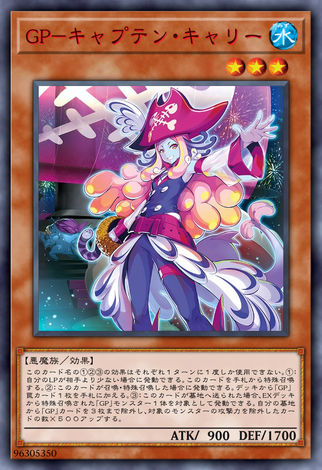 GP－キャプテン・キャリー
水
【悪魔族／効果】
このカード名の①②③の効果はそれぞれ１ターンに１度しか使用できない。①：
自分のLPが相手より少ない場合に発動できる。このカードを手札から特殊召喚
する。②：このカードが召喚・特殊召喚した場合に発動できる。デッキから「GP」
罠カード１枚を手札に加える。③：このカードが墓地へ送られた場合、EXデッ
キから特殊召喚された「GP」モンスター１体を対象として発動できる。自分の墓地
から「GP」カードを３枚まで除外し、対象のモンスターの攻撃力を除外したカー
ドの数×５００アップする。
ATK/ 900 DEF/1700
96305350